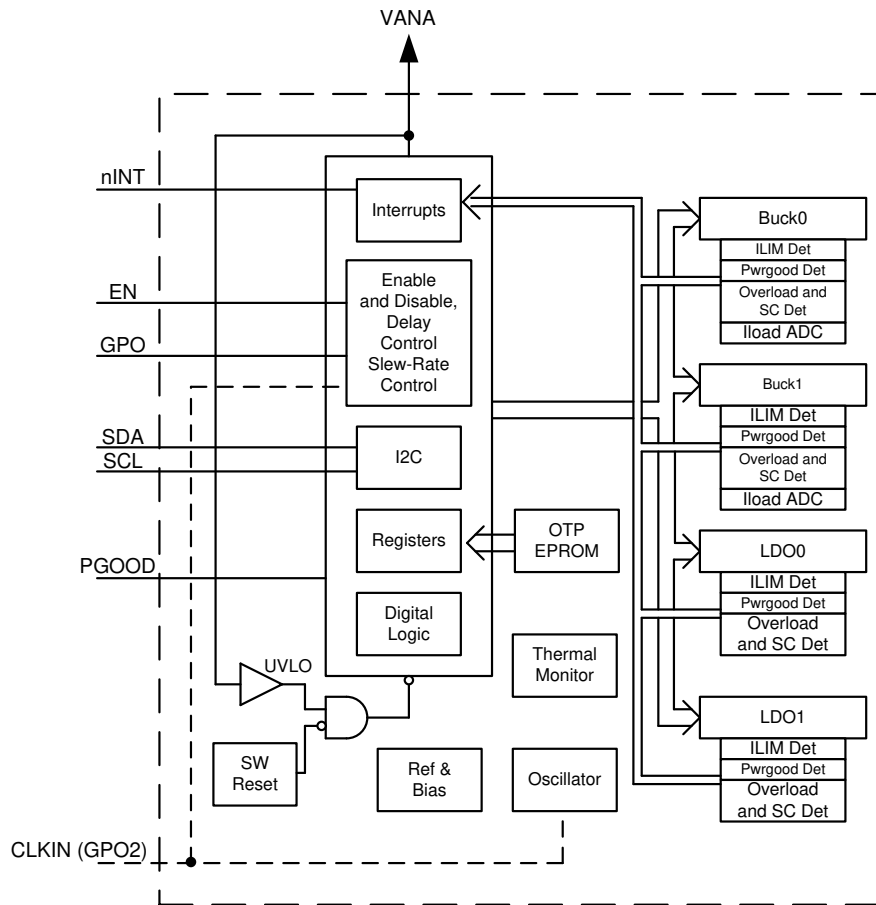 VANA
nINT
EN
GPO
SDA
SCL
PGOOD
CLKIN (GPO2)
Interrupts
Enable
and Disable,
Delay
Control
Slew-Rate
Control
I2C
Registers
Digital
Logic
OTP
EPROM
UVLO
SW
Reset
Thermal
Monitor
Ref &
Bias
Oscillator
Buck0
ILIM Det
Pwrgood Det
Overload and
SC Det
Iload ADC
Buck1
ILIM Det
Pwrgood Det
Overload and
SC Det
Iload ADC
LDO0
ILIM Det
Pwrgood Det
Overload
and SC Det
LDO1
ILIM Det
Pwrgood Det
Overload
and SC Det